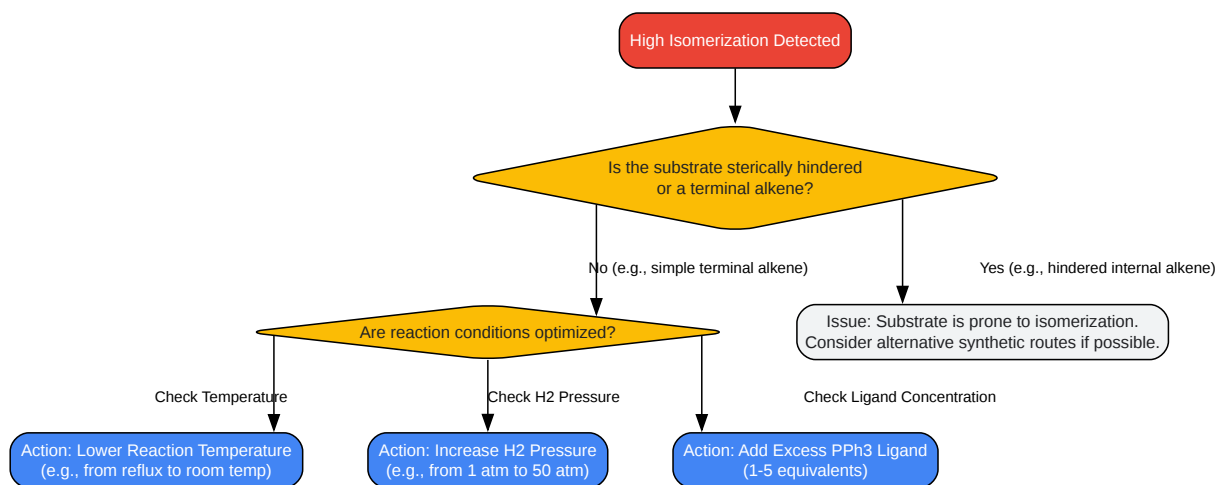 High Isomerization Detected
Is the substrate sterically hindered
or a terminal alkene?
No (e.g., simple terminal alkene)
Yes (e.g., hindered internal alkene)
Are reaction conditions optimized?
Issue: Substrate is prone to isomerization.
Consider alternative synthetic routes if possible.
Check Temperature
Check H2 Pressure
Check Ligand Concentration
Action: Lower Reaction Temperature
(e.g., from reflux to room temp)
Action: Increase H2 Pressure
(e.g., from 1 atm to 50 atm)
Action: Add Excess PPh3 Ligand
(1-5 equivalents)